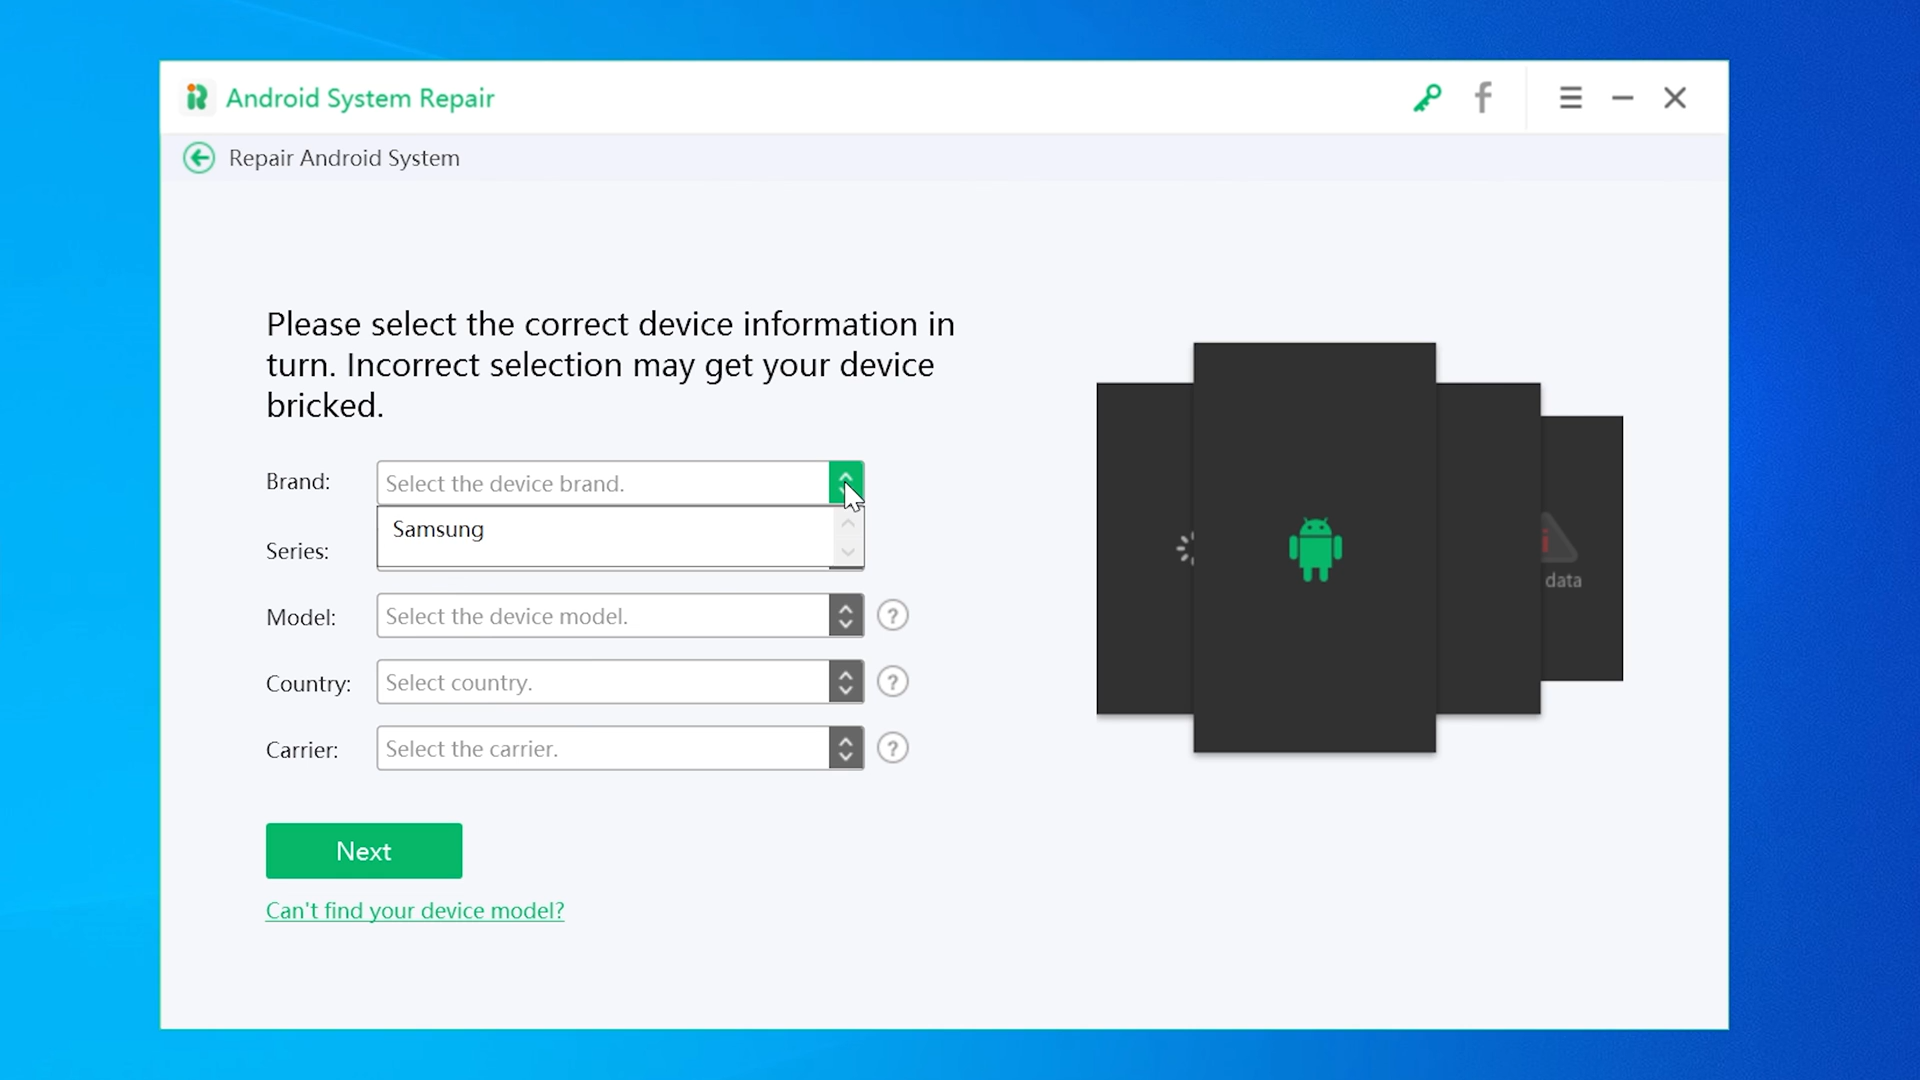 Android System Repair
Repair Android System
Please select the correct device information in
turn. Incorrect selection may get your device
bricked.
Brand: Select the device brand.
Samsung
Series:
Model: Select the device model. ?
Country: Select country. ?
Carrier: Select the carrier. ?
Next
Can't find your device model?
data